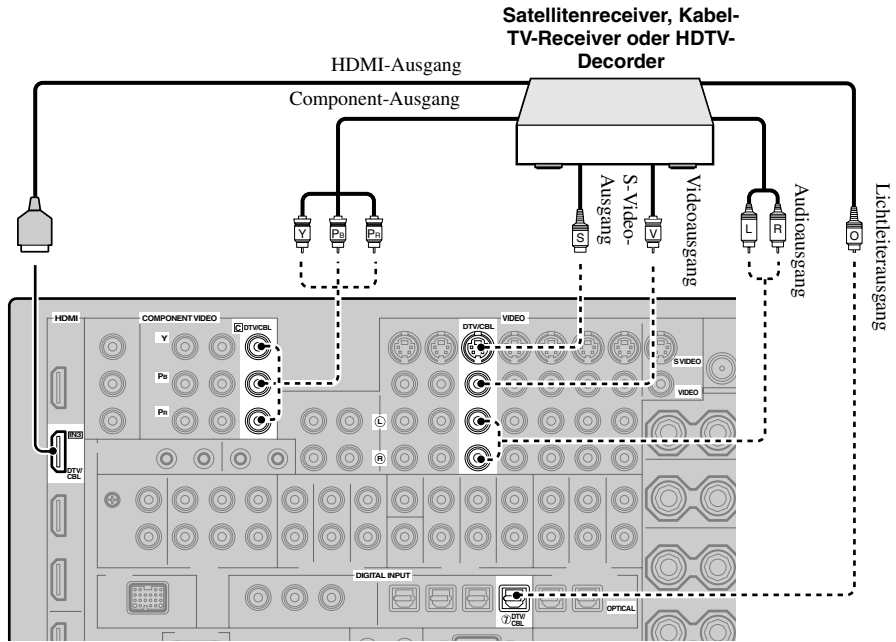 Satellitenreceiver, Kabel-
TV-Receiver oder HDTV-
Decorder
HDMI-Ausgang
Component-Ausgang
S-Video-
Ausgang
Videoausgang
Audioausgang
Lichtleiterausgang
Y
PB
PR
S
V
L
R
O
HDMI
COMPONENT VIDEO
C DTV/CBL
VIDEO
DTV/CBL
Y
PB
PR
S VIDEO
VIDEO
L
R
IN3
DTV/
CBL
DIGITAL INPUT
OPTICAL
⑦ DTV/
CBL